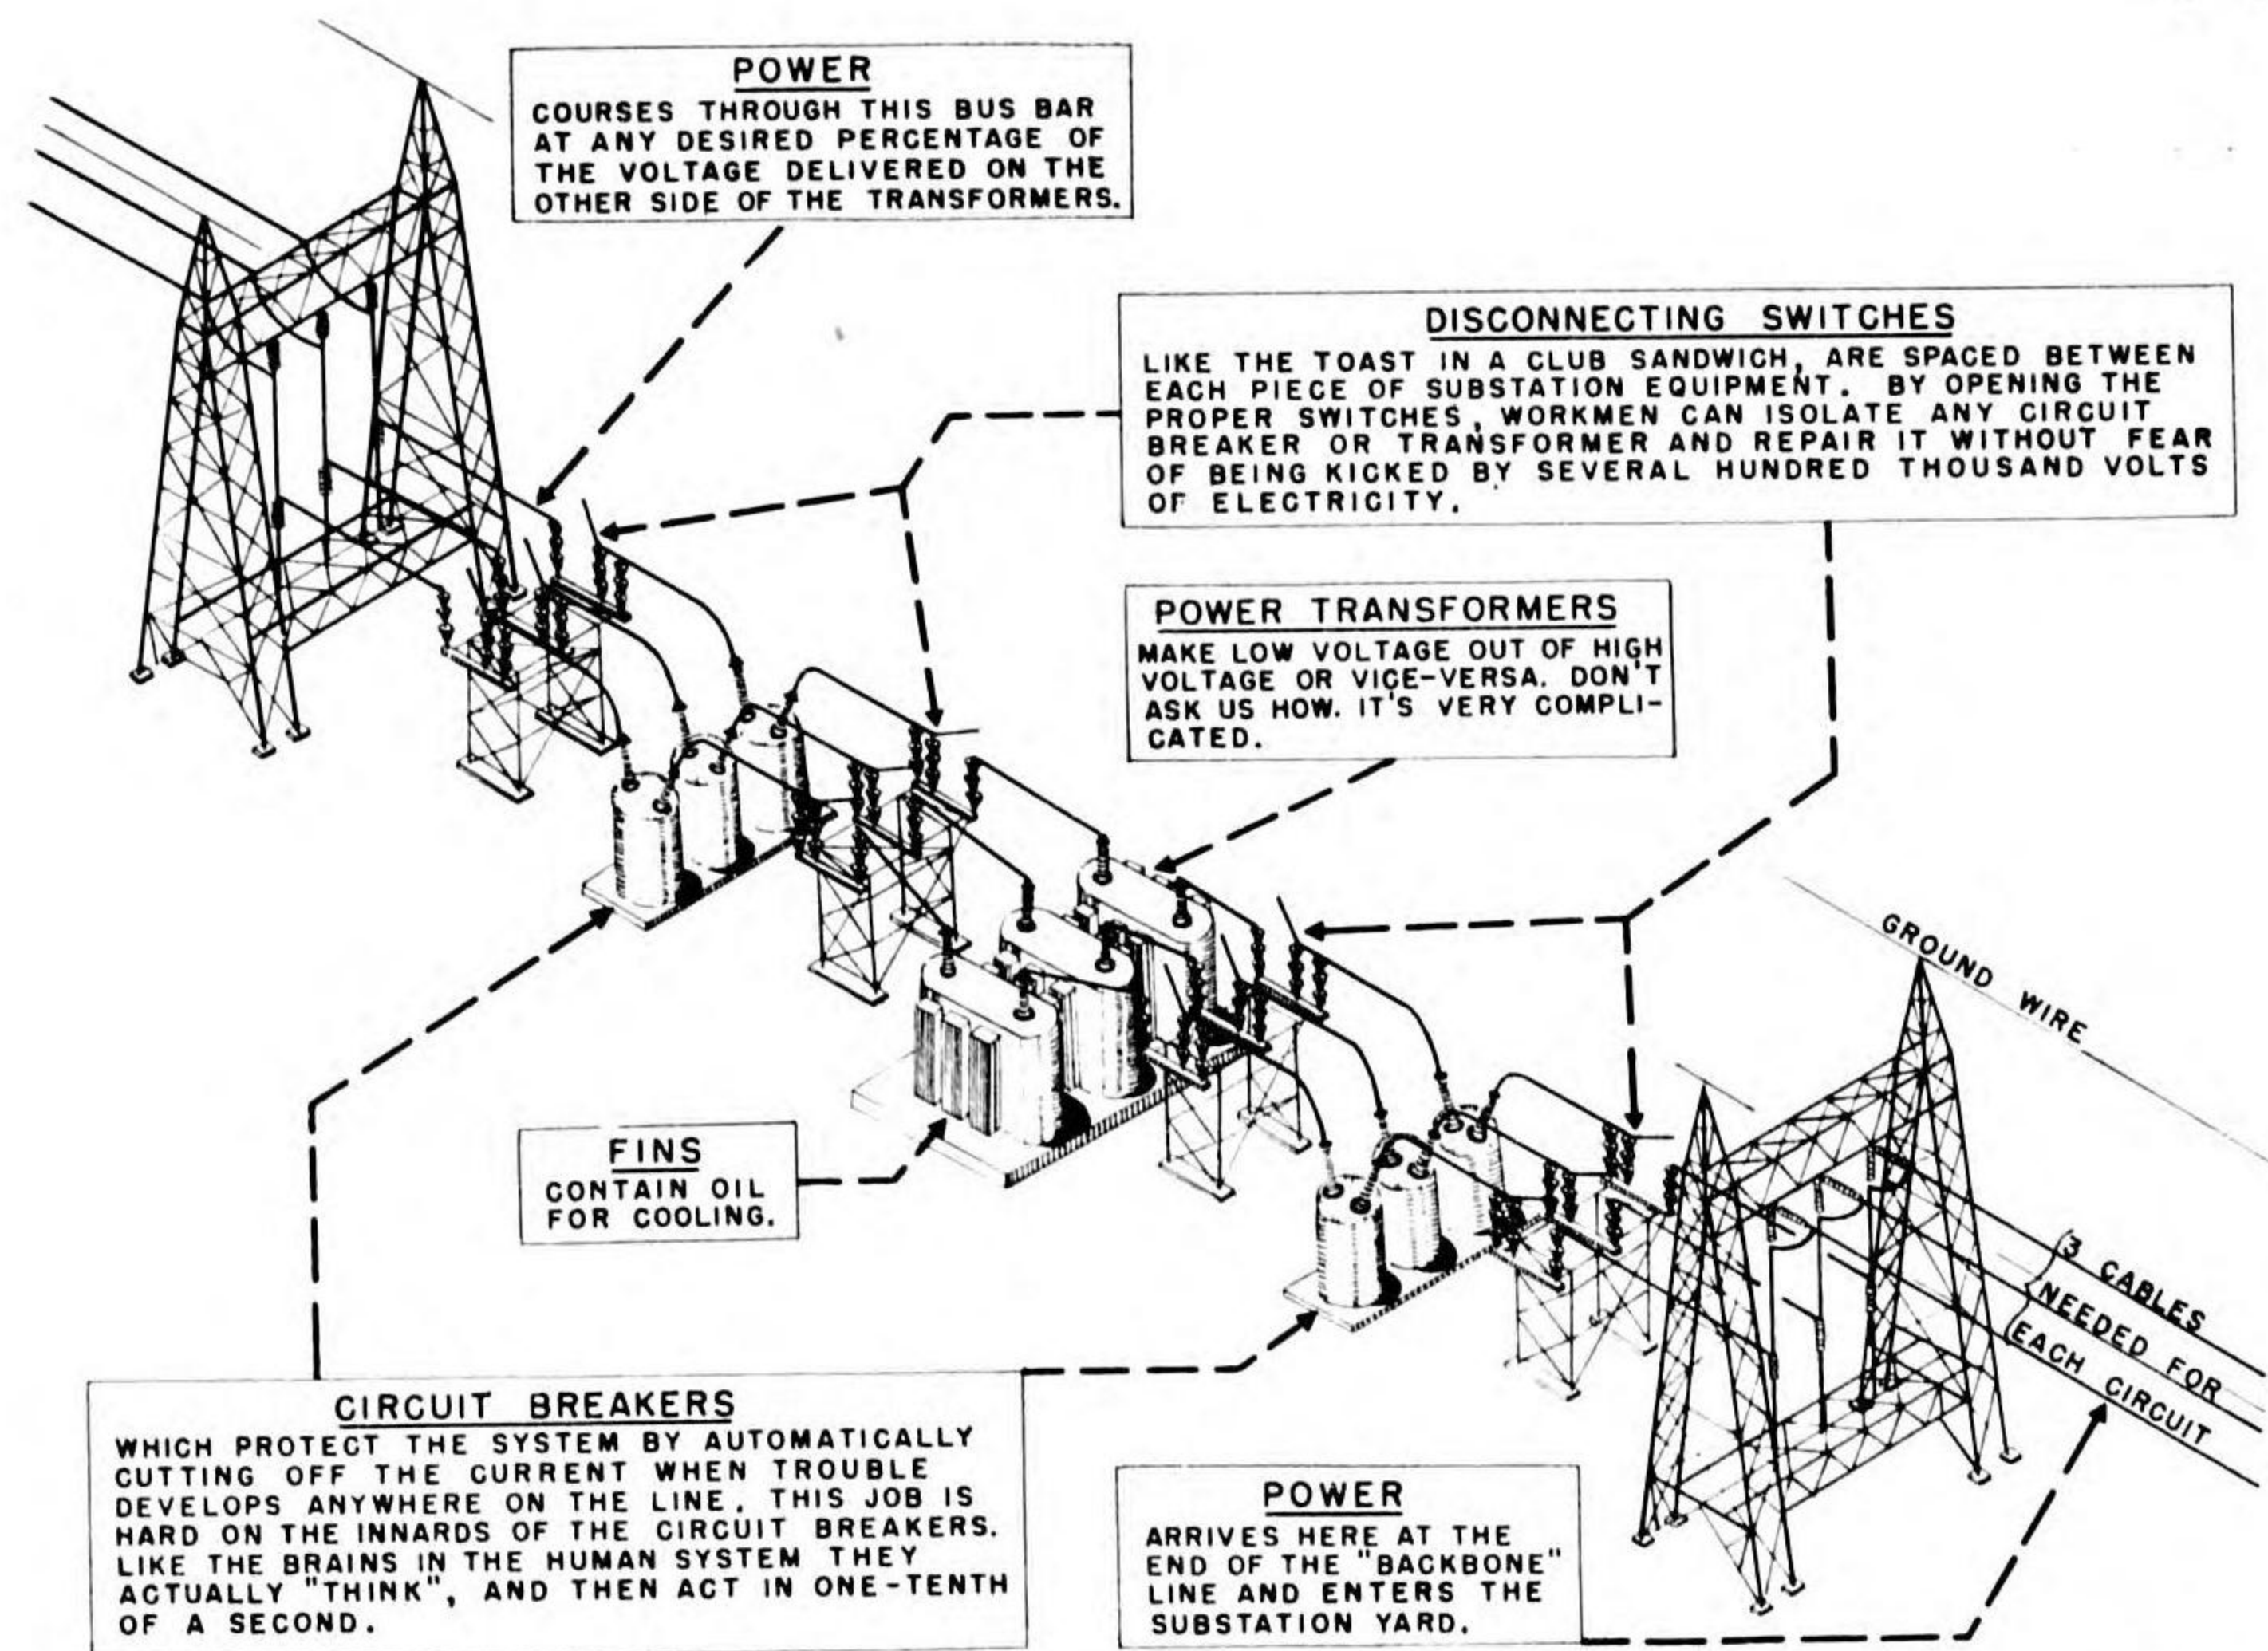 POWER
COURSES THROUGH THIS BUS BAR
AT ANY DESIRED PERCENTAGE OF
THE VOLTAGE DELIVERED ON THE
OTHER SIDE OF THE TRANSFORMERS.
DISCONNECTING SWITCHES
LIKE THE TOAST IN A CLUB SANDWICH, ARE SPACED BETWEEN
EACH PIECE OF SUBSTATION EQUIPMENT. BY OPENING THE
PROPER SWITCHES, WORKMEN CAN ISOLATE ANY CIRCUIT
BREAKER OR TRANSFORMER AND REPAIR IT WITHOUT FEAR
OF BEING KICKED BY SEVERAL HUNDRED THOUSAND VOLTS
OF ELECTRICITY.
POWER TRANSFORMERS
MAKE LOW VOLTAGE OUT OF HIGH
VOLTAGE OR VICE-VERSA. DON'T
ASK US HOW. IT'S VERY COMPLI-
CATED.
GROUND WIRE
FINS
CONTAIN OIL
FOR COOLING.
3 CABLES
NEEDED FOR
EACH CIRCUIT
CIRCUIT BREAKERS
WHICH PROTECT THE SYSTEM BY AUTOMATICALLY
CUTTING OFF THE CURRENT WHEN TROUBLE
DEVELOPS ANYWHERE ON THE LINE. THIS JOB IS
HARD ON THE INNARDS OF THE CIRCUIT BREAKERS.
LIKE THE BRAINS IN THE HUMAN SYSTEM THEY
ACTUALLY "THINK", AND THEN ACT IN ONE-TENTH
OF A SECOND.
POWER
ARRIVES HERE AT THE
END OF THE "BACKBONE"
LINE AND ENTERS THE
SUBSTATION YARD.